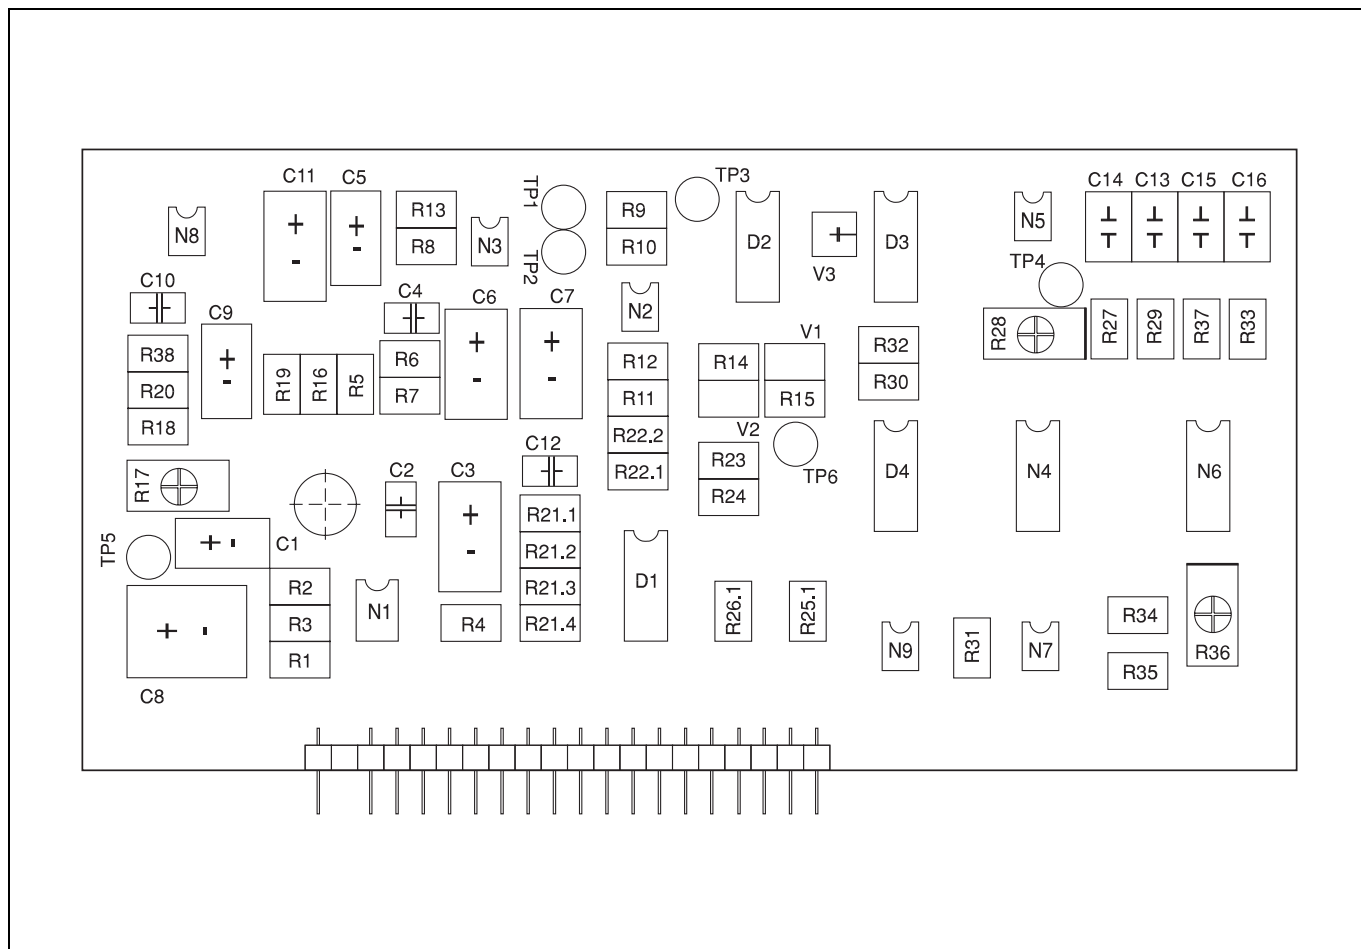 C11 C5 TP1 TP3 C14 C13 C15 C16
R13 R9
N8 R8 N3 TP2 R10 D2 V3 D3 N5 TP4
C10 C9 C4 C6 C7 N2 V1 R28 R27 R29 R37 R33
+ - + -
R38 R19 R16 R5 R6 R12 R14 R32
R20 R7 R11 R15 R30
R18 R22.2 V2
+ - + - + -
R17 C2 C3 C12 R22.1 R23 TP6 D4 N4 N6
R24
TP5 C1 R21.1
+ - + -
R21.2
R2 R21.3 D1 R26.1 R25.1
R3 N1 R4 R21.4 R34
+ -
R1 N9 R31 N7 R35 R36
C8